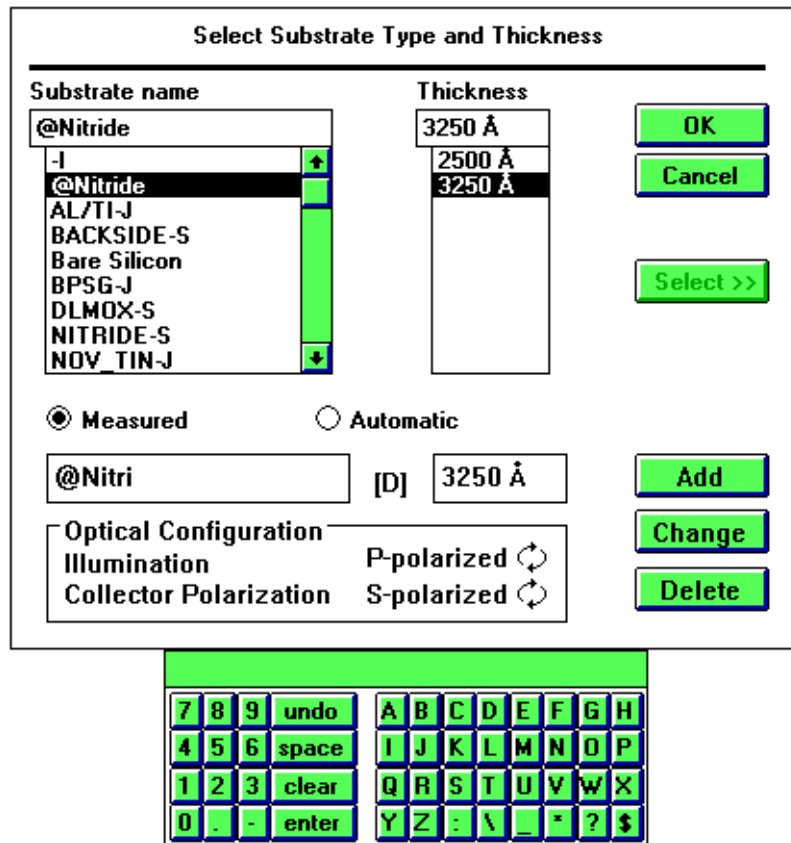 Select Substrate Type and Thickness
Substrate name Thickness
@Nitride 3250 Å OK
-I 2500 Å
@Nitride 3250 Å Cancel
AL/TI-J
BACKSIDE-S
Bare Silicon
BPSG-J Select >>
DLMOX-S
NITRIDE-S
NOV_TIN-J
Measured Automatic
@Nitri [D] 3250 Å Add
Optical Configuration Change
Illumination P-polarized
Collector Polarization S-polarized Delete
7 8 9 undo A B C D E F G H
4 5 6 space I J K L M N O P
1 2 3 clear Q R S T U V W X
0 . - enter Y Z : \ _ * ? $